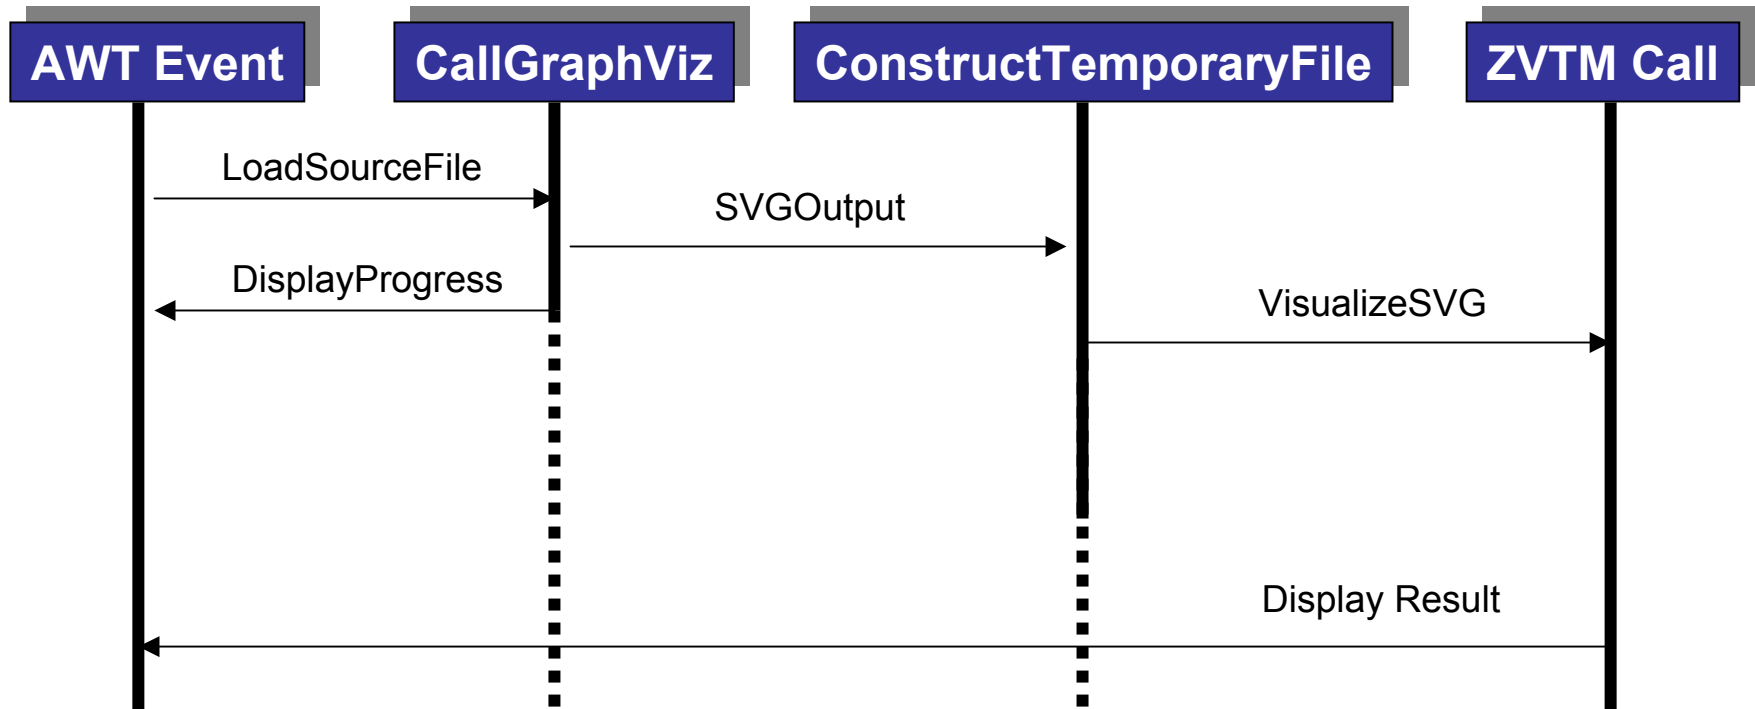 AWT Event
CallGraphViz
ConstructTemporaryFile
ZVTM Call
LoadSourceFile
SVGOutput
DisplayProgress
VisualizeSVG
Display Result